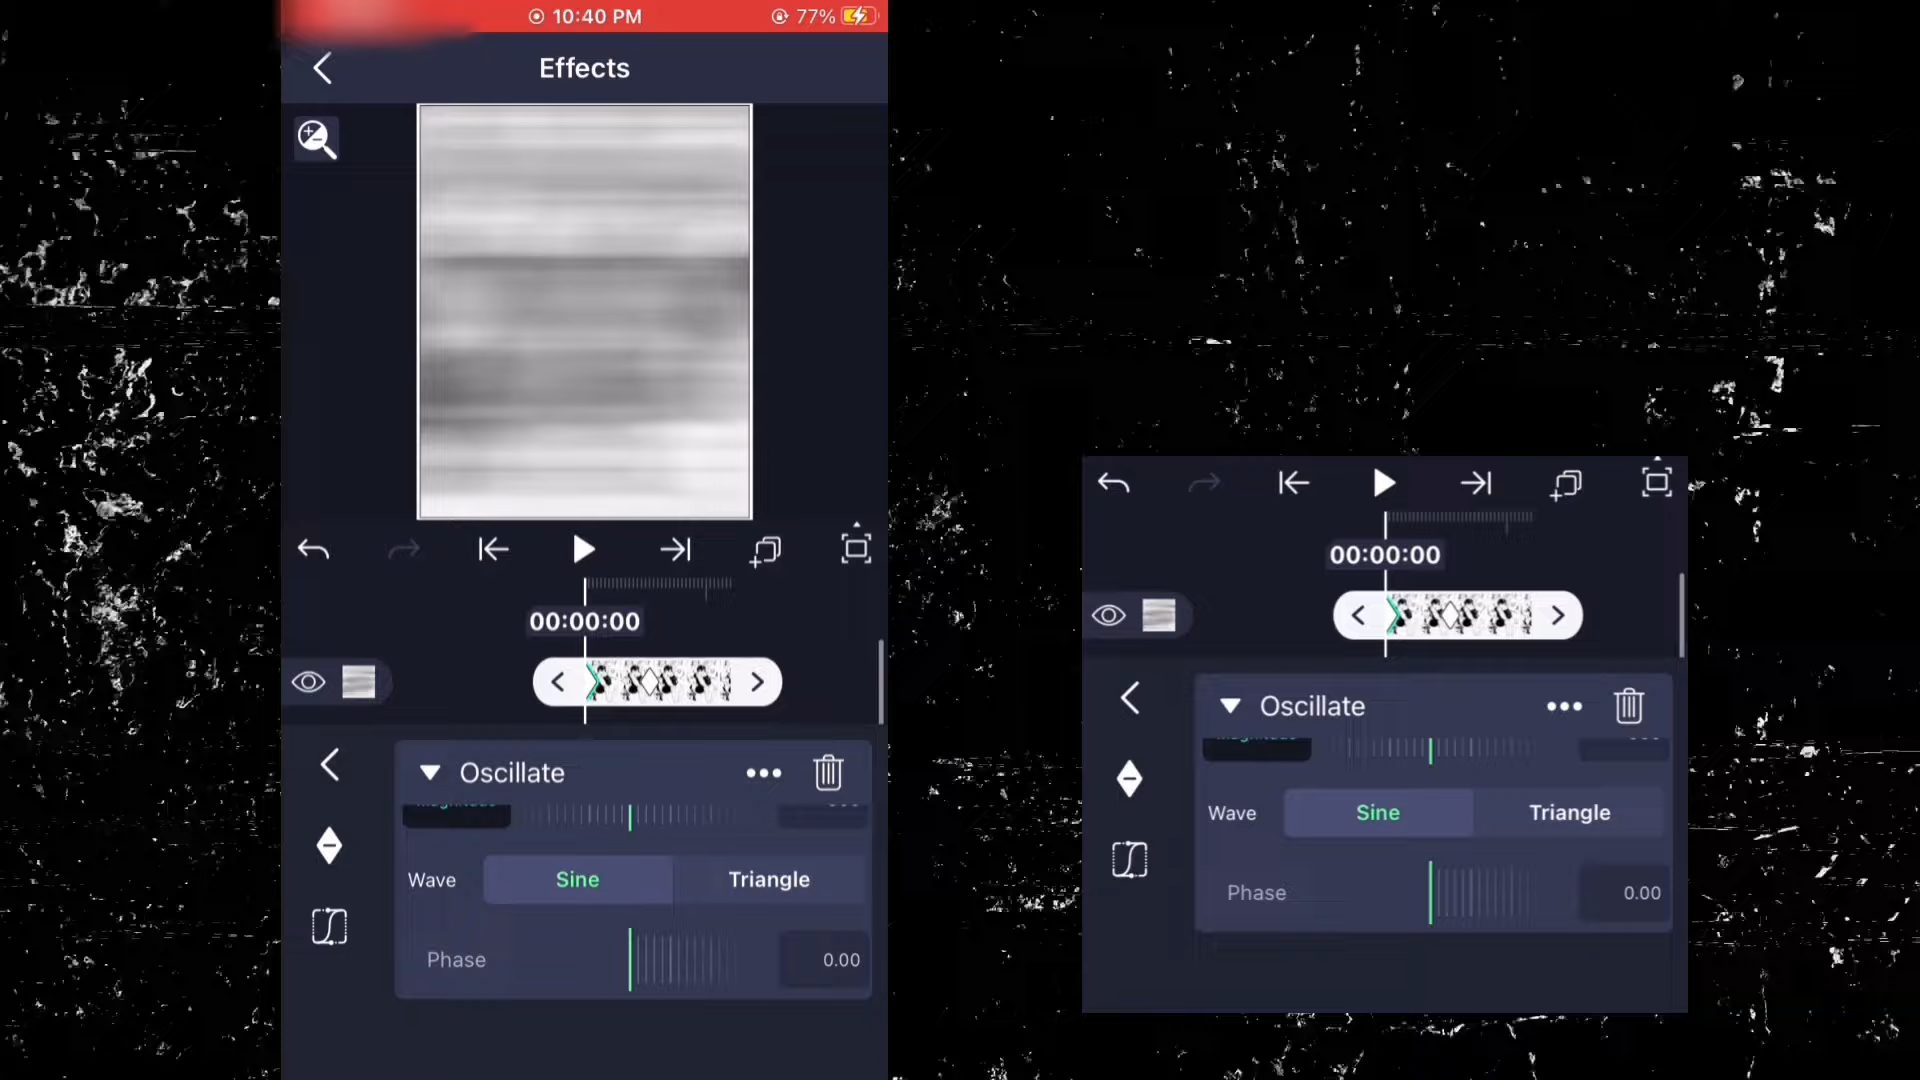 10:40 PM
77%
Effects
00:00:00
Oscillate
Wave
Sine
Triangle
Phase
0.00
00:00:00
Oscillate
Wave
Sine
Triangle
Phase
0.00